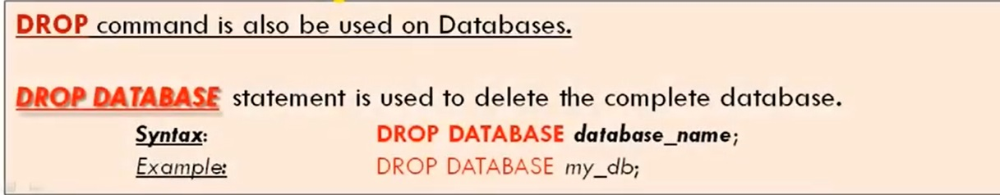 DROP command is also be used on Databases.
DROP DATABASE statement is used to delete the complete database.
Syntax: DROP DATABASE database_name;
Example: DROP DATABASE my_db;